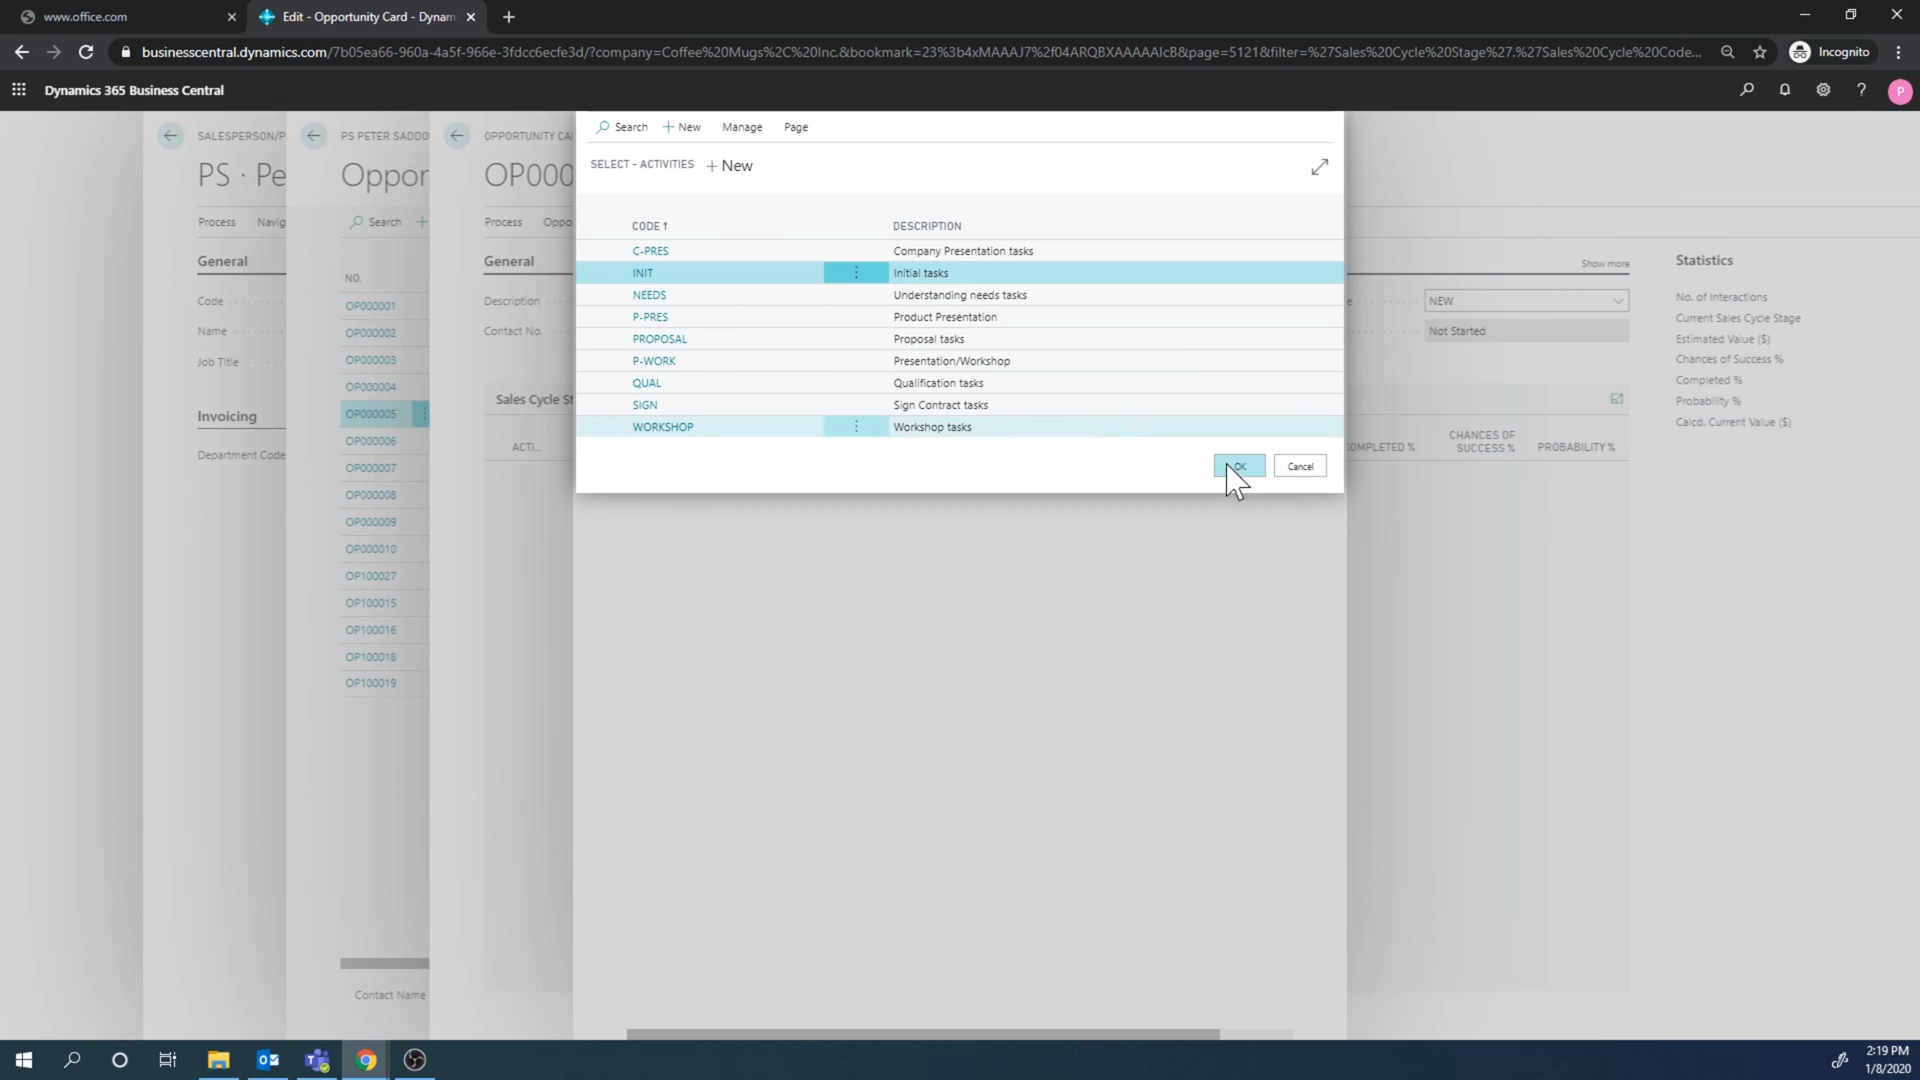 www.office.com
Edit - Opportunity Card - Dynam
businesscentral.dynamics.com/7b05ea66-960a-4a5f-966e-3fdcc6ecfe3d/?company=Coffee%20Mugs%2C%20Inc.&bookmark=23%3b4xMAAAJ7%2f04ARQBXAAAAAIcB&page=5121&filter=%27Sales%20Cycle%20Stage%27.%27Sales%20Cycle%20Code...
Incognito
Dynamics 365 Business Central
?
P
SALESPERSON/P
PS · Pe
Process Navig
General
Code
Name
Job Title
Invoicing
Department Code
PS PETER SADDO
Oppor
Search
NO.
OP000001
OP000002
OP000003
OP000004
OP000005
OP000006
OP000007
OP000008
OP000009
OP000010
OP100027
OP100015
OP100016
OP100018
OP100019
Contact Name
OPPORTUNITY CA
OP000
Process Oppo
General
Description
Contact No.
Sales Cycle St
ACTI...
Search + New Manage Page
SELECT - ACTIVITIES + New
CODE ↑ DESCRIPTION
C-PRES Company Presentation tasks
INIT Initial tasks
NEEDS Understanding needs tasks
P-PRES Product Presentation
PROPOSAL Proposal tasks
P-WORK Presentation/Workshop
QUAL Qualification tasks
SIGN Sign Contract tasks
WORKSHOP Workshop tasks
OK Cancel
Show more
NEW
Not Started
COMPLETED % CHANCES OF SUCCESS % PROBABILITY %
Statistics
No. of Interactions
Current Sales Cycle Stage
Estimated Value ($)
Chances of Success %
Completed %
Probability %
Calcd. Current Value ($)
2:19 PM
1/8/2020